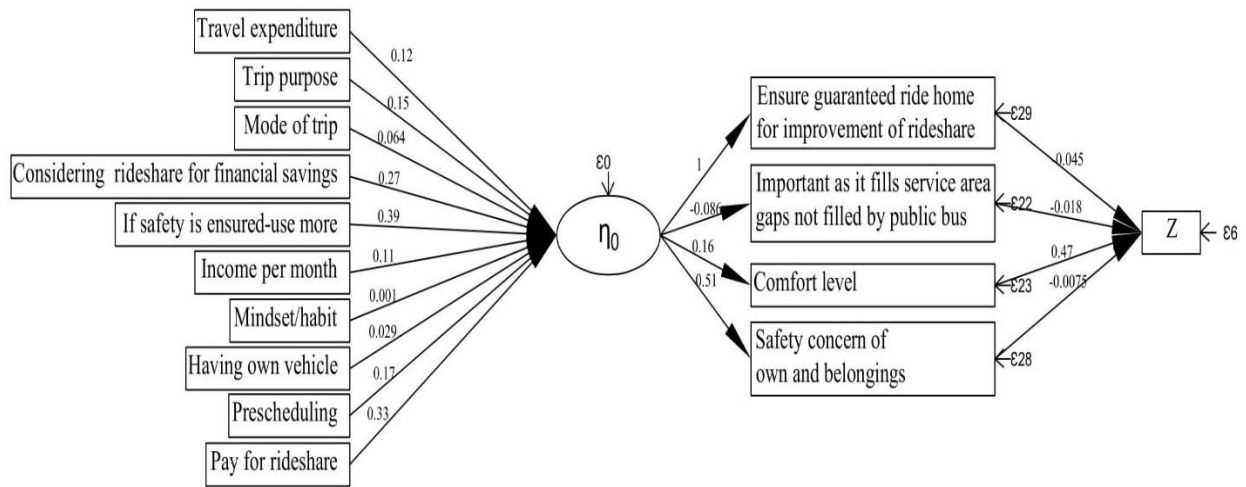 Travel expenditure
Trip purpose
Mode of trip
Considering rideshare for financial savings
If safety is ensured-use more
Income per month
Mindset/habit
Having own vehicle
Prescheduling
Pay for rideshare
0.12
0.15
0.064
0.27
0.39
0.11
0.001
0.029
0.17
0.33
ε0
η0
1
-0.086
0.16
0.51
Ensure guaranteed ride home
for improvement of rideshare
Important as it fills service area
gaps not filled by public bus
Comfort level
Safety concern of
own and belongings
ε29
ε22
ε23
ε28
-0.045
-0.018
0.47
-0.0075
Z
ε6